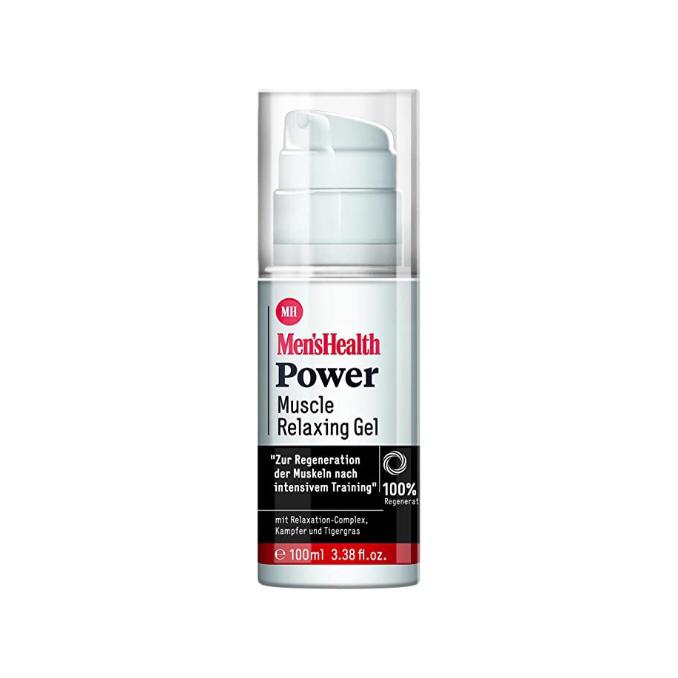 MH
Men'sHealth
Power
Muscle
Relaxing Gel
"Zur Regeneration
der Muskeln nach
intensivem Training"
100%
mit Relaxation-Complex,
Kampfer und Tigergras
℮ 100ml 3.38 fl.oz.